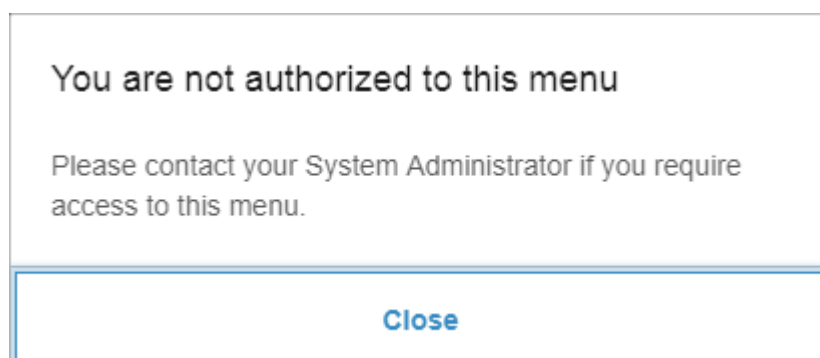 You are not authorized to this menu
Please contact your System Administrator if you require
access to this menu.
Close